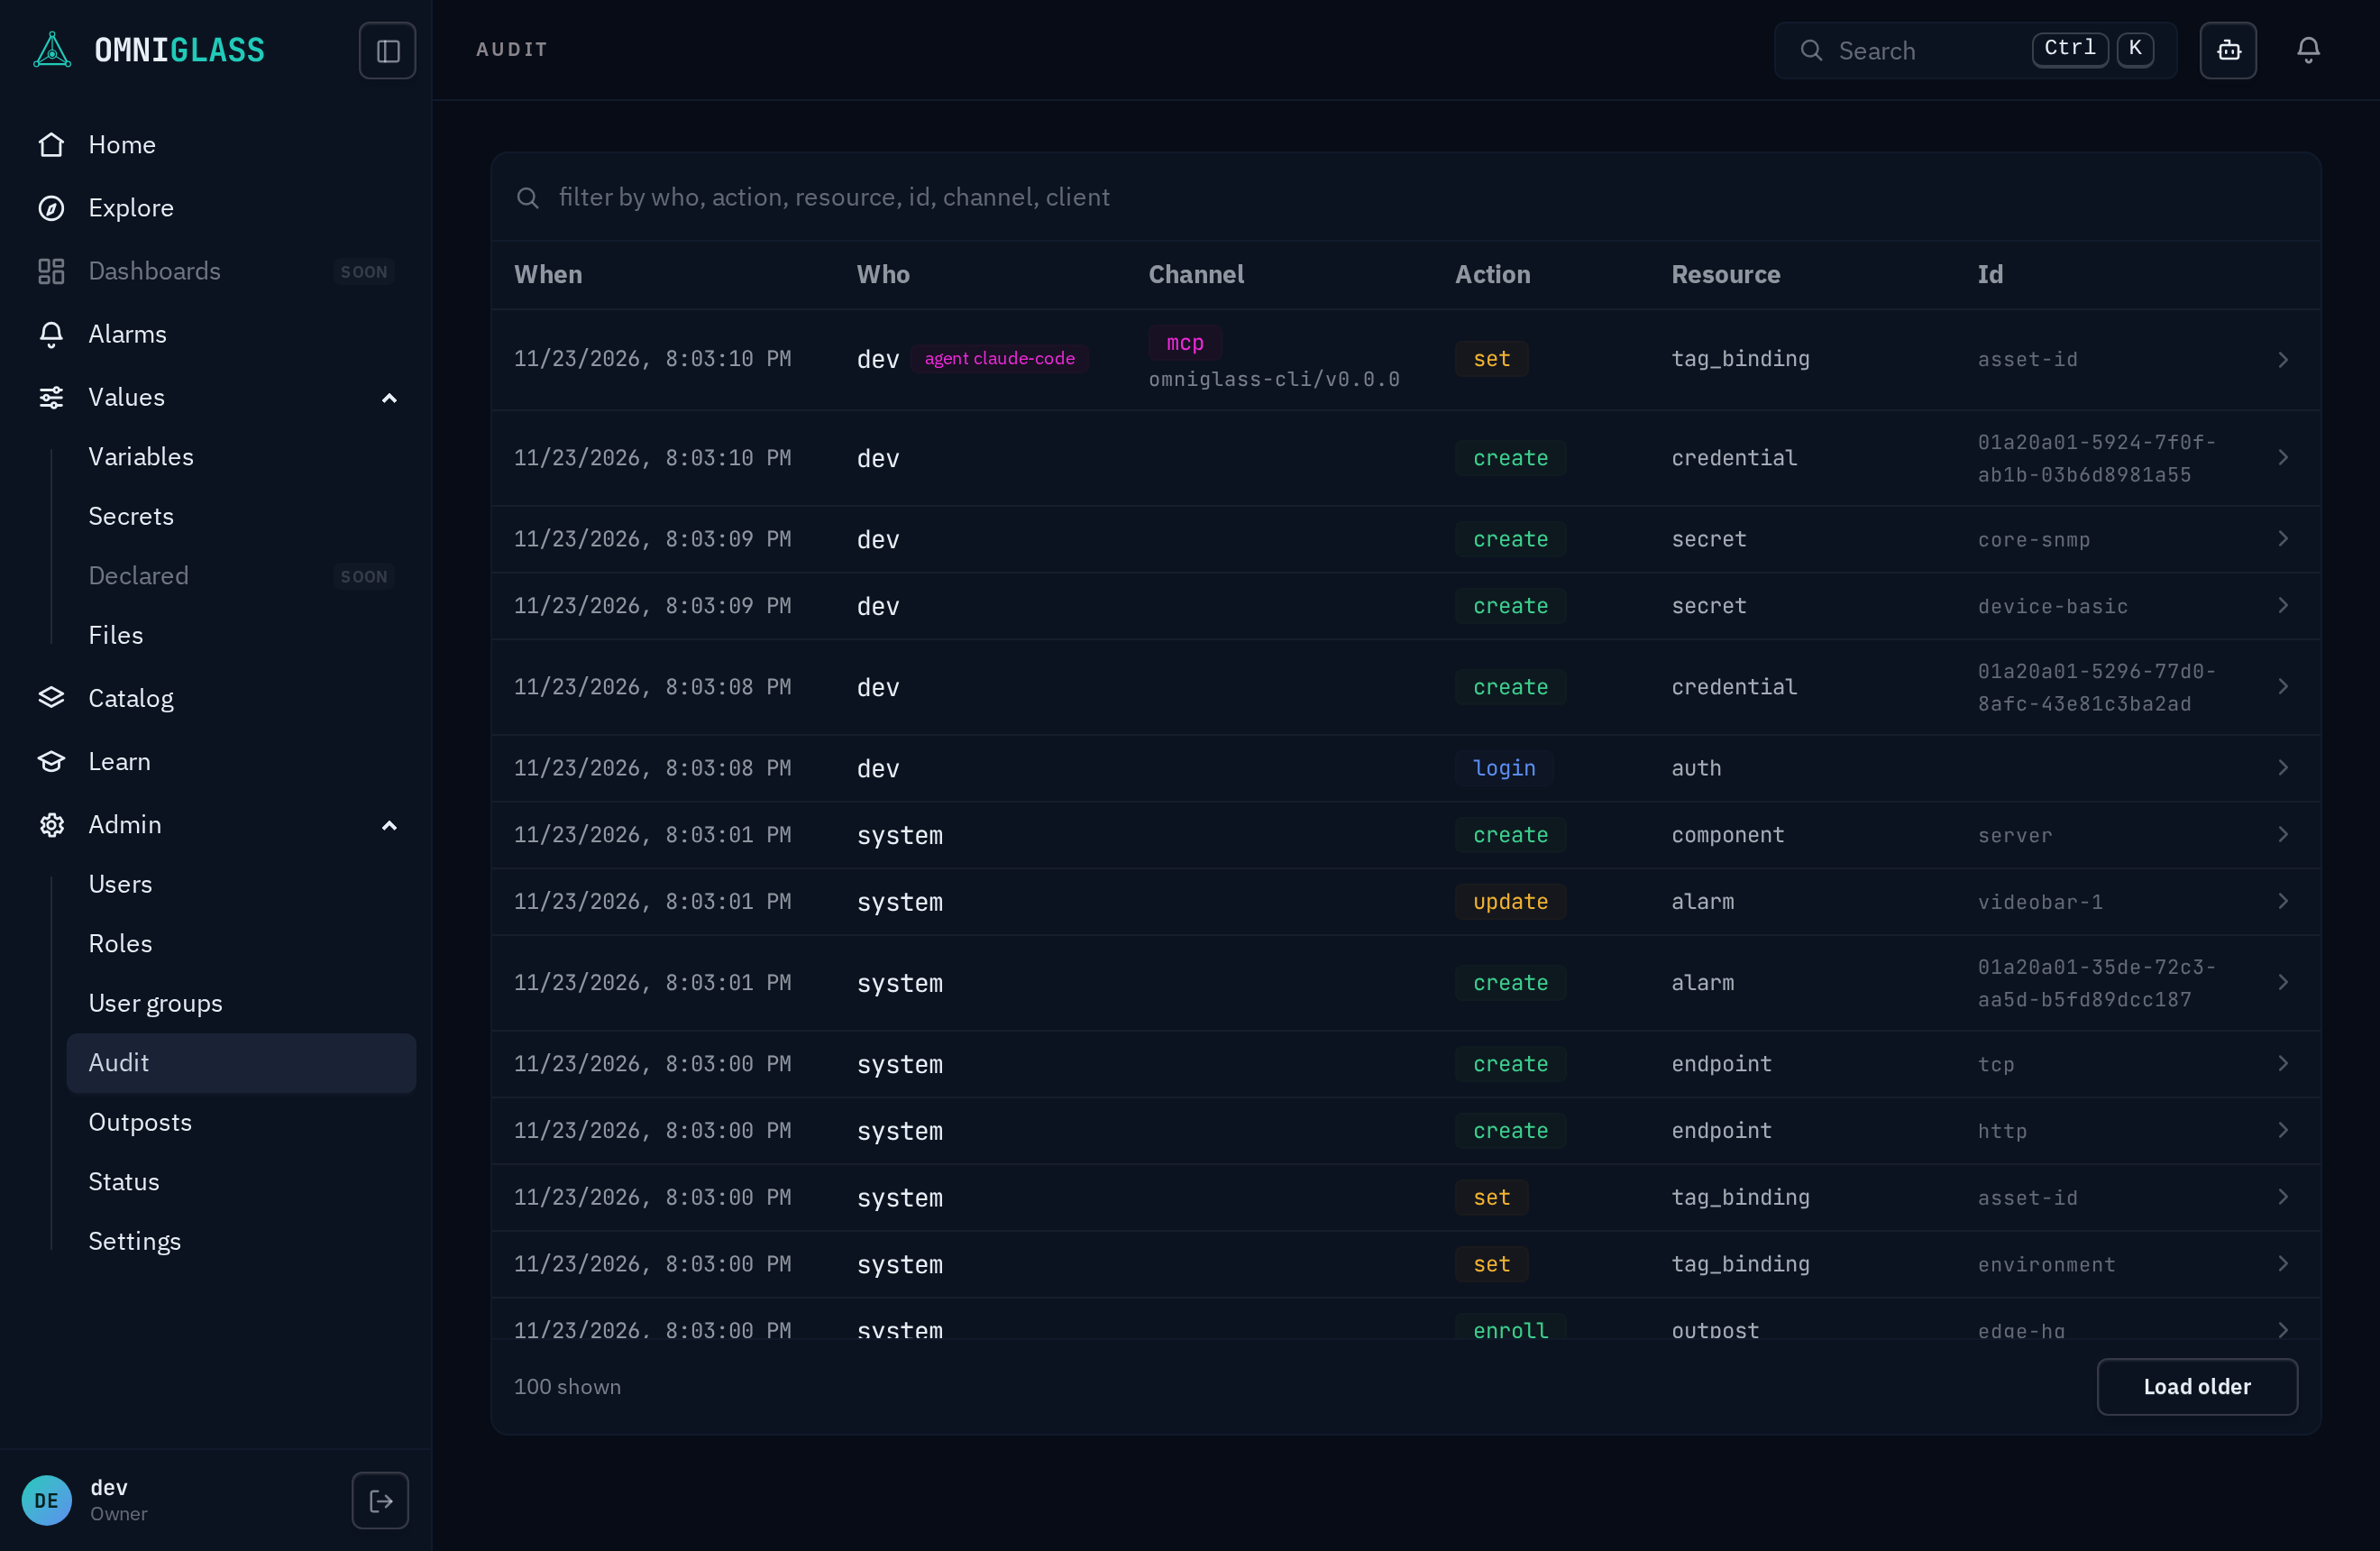 OMNIGLASS
Home
Explore
Dashboards SOON
Alarms
Values
Variables
Secrets
Declared SOON
Files
Catalog
Learn
Admin
Users
Roles
User groups
Audit
Outposts
Status
Settings
DE dev
Owner
AUDIT
Search Ctrl K
filter by who, action, resource, id, channel, client
When Who Channel Action Resource Id
11/23/2026, 8:03:10 PM dev agent claude-code mcp set tag_binding asset-id
omniglass-cli/v0.0.0
11/23/2026, 8:03:10 PM dev create credential 01a20a01-5924-7f0f-
ab1b-03b6d8981a55
11/23/2026, 8:03:09 PM dev create secret core-snmp
11/23/2026, 8:03:09 PM dev create secret device-basic
11/23/2026, 8:03:08 PM dev create credential 01a20a01-5296-77d0-
8afc-43e81c3ba2ad
11/23/2026, 8:03:08 PM dev login auth
11/23/2026, 8:03:01 PM system create component server
11/23/2026, 8:03:01 PM system update alarm videobar-1
11/23/2026, 8:03:01 PM system create alarm 01a20a01-35de-72c3-
aa5d-b5fd89dcc187
11/23/2026, 8:03:00 PM system create endpoint tcp
11/23/2026, 8:03:00 PM system create endpoint http
11/23/2026, 8:03:00 PM system set tag_binding asset-id
11/23/2026, 8:03:00 PM system set tag_binding environment
11/23/2026, 8:03:00 PM system enroll outpost edge-hq
100 shown Load older